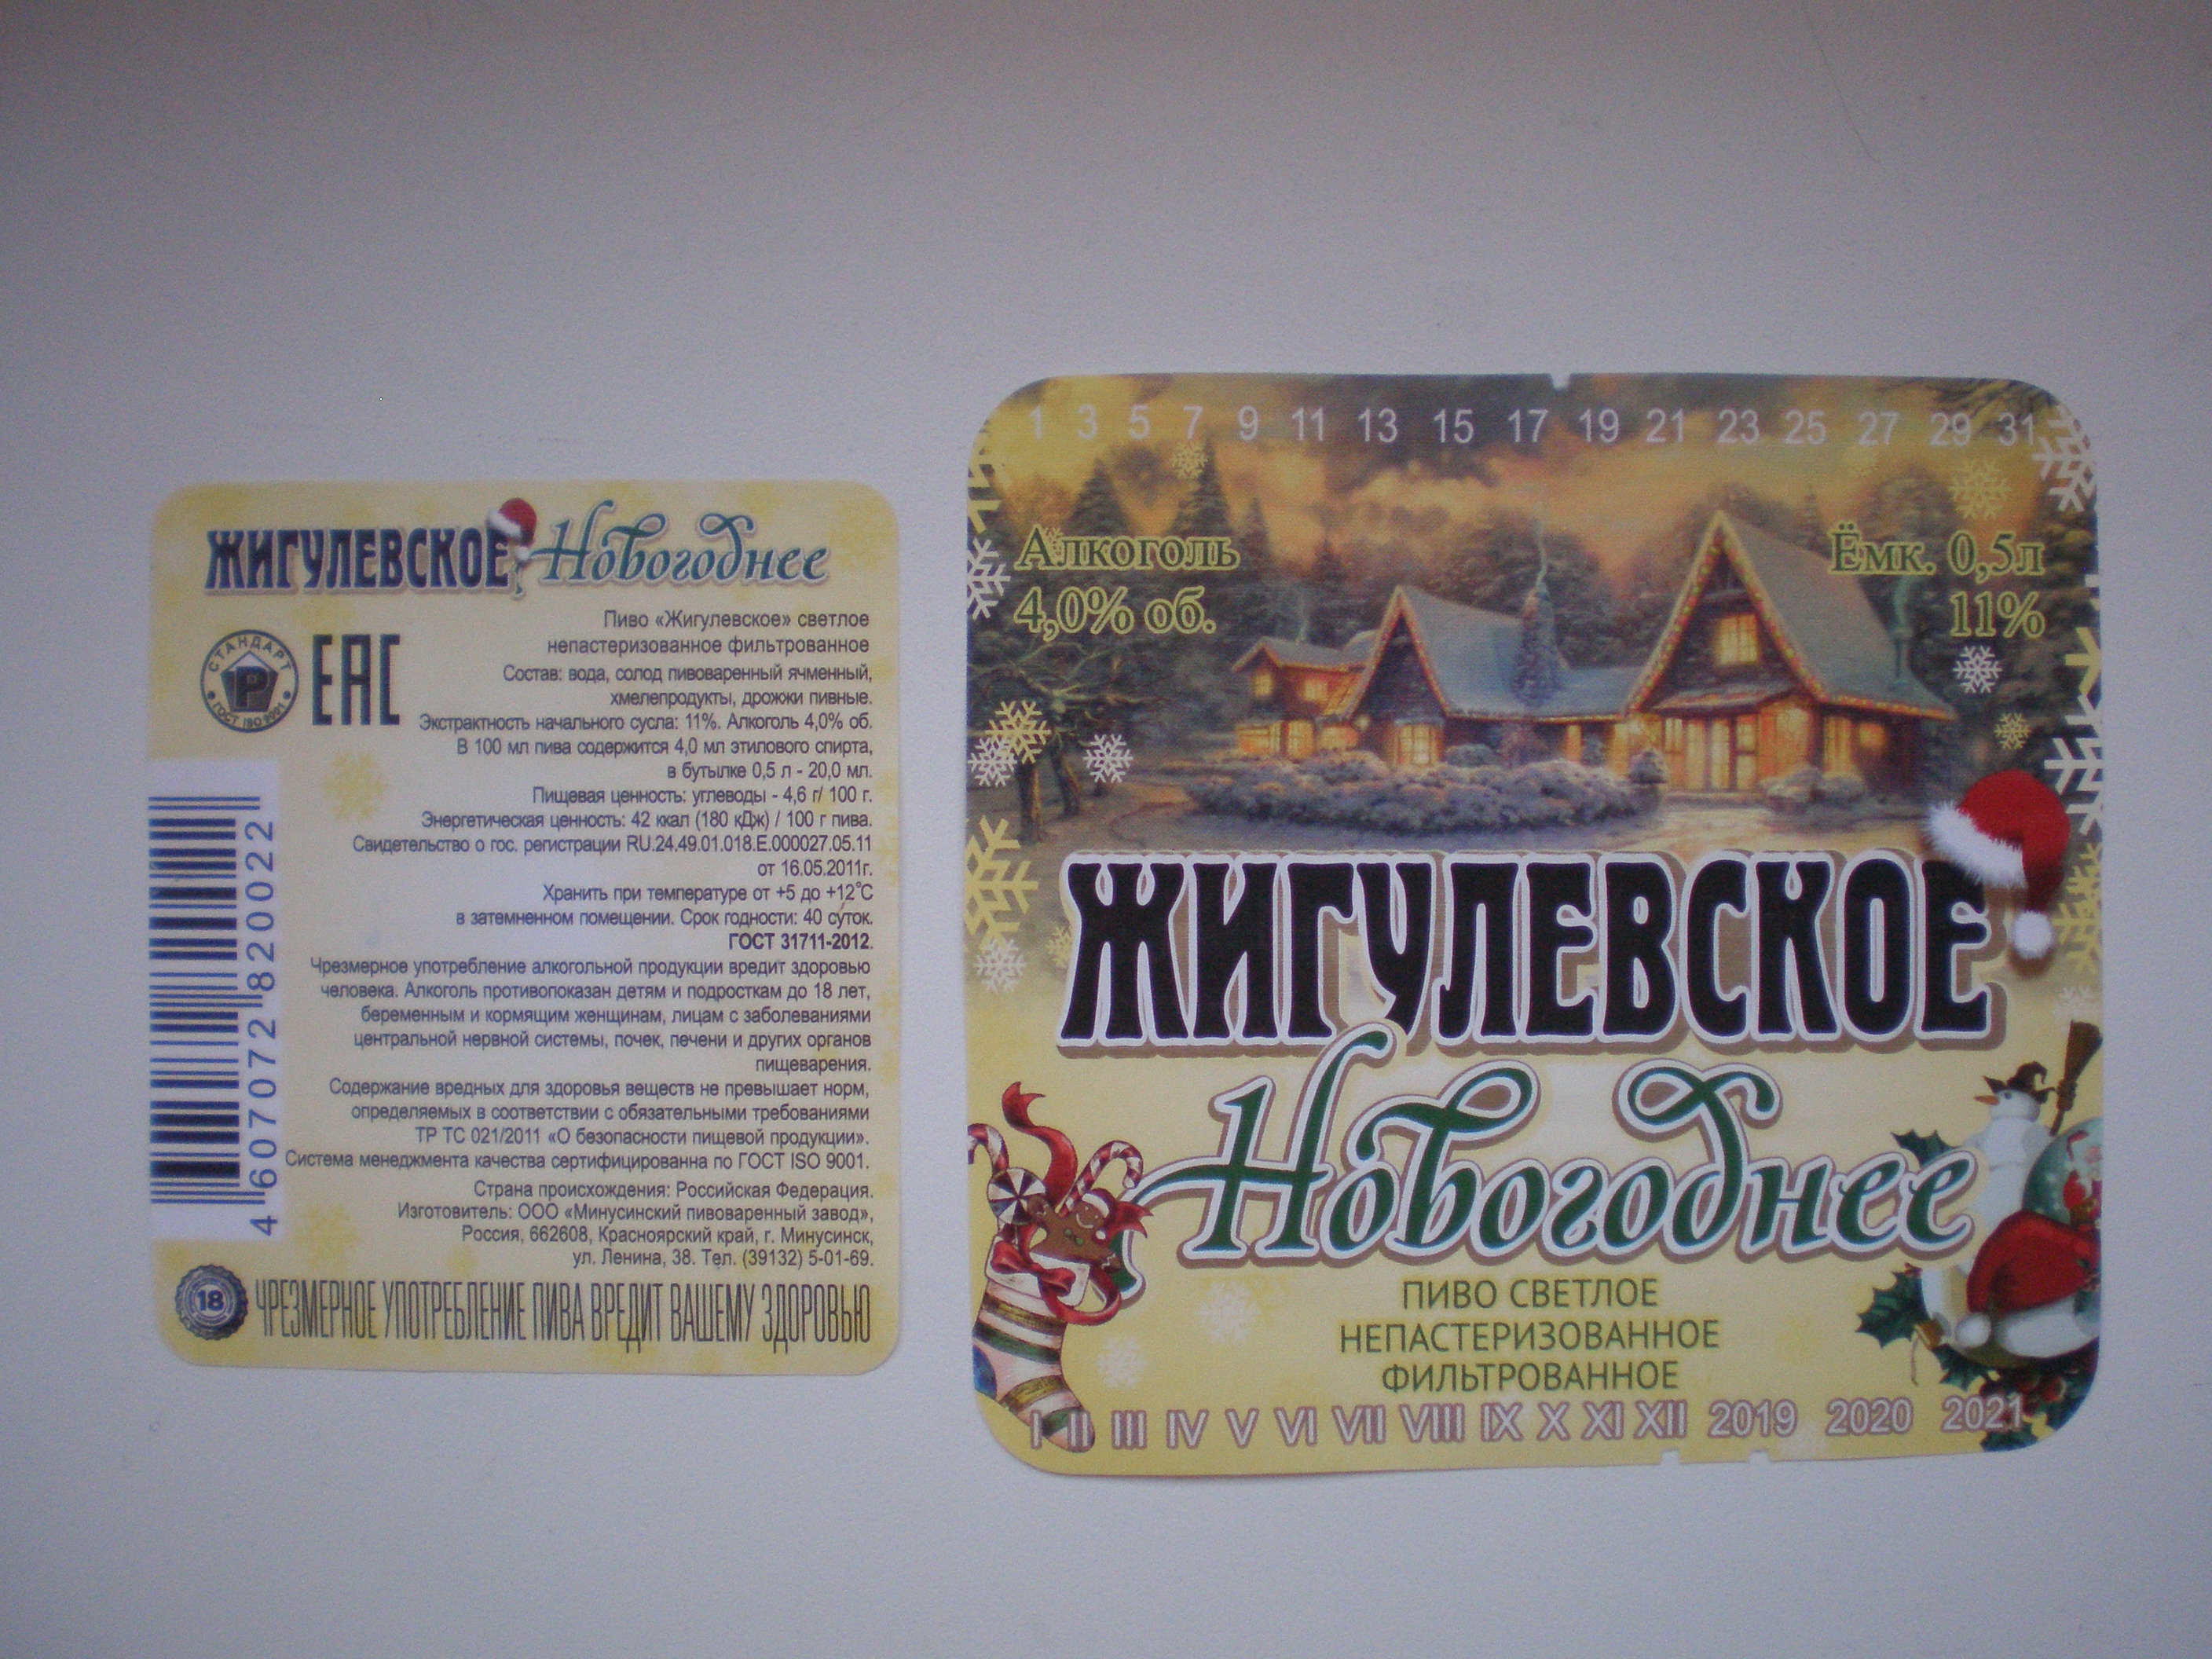 ЖИГУЛЕВСКОЕ Новогоднее
СТАНДАРТ
Р
ГОСТ ISO 9001
ЕАС
Пиво «Жигулевское» светлое
непастеризованное фильтрованное
Состав: вода, солод пивоваренный ячменный,
хмелепродукты, дрожжи пивные.
Экстрактность начального сусла: 11%. Алкоголь 4,0% об.
В 100 мл пива содержится 4,0 мл этилового спирта,
в бутылке 0,5 л - 20,0 мл.
Пищевая ценность: углеводы - 4,6 г/ 100 г.
Энергетическая ценность: 42 ккал (180 кДж) / 100 г пива.
Свидетельство о гос. регистрации RU.24.49.01.018.Е.000027.05.11
от 16.05.2011г.
Хранить при температуре от +5 до +12°С
в затемненном помещении. Срок годности: 40 суток.
ГОСТ 31711-2012.
Чрезмерное употребление алкогольной продукции вредит здоровью
человека. Алкоголь противопоказан детям и подросткам до 18 лет,
беременным и кормящим женщинам, лицам с заболеваниями
центральной нервной системы, почек, печени и других органов
пищеварения.
Содержание вредных для здоровья веществ не превышает норм,
определяемых в соответствии с обязательными требованиями
ТР ТС 021/2011 «О безопасности пищевой продукции».
Система менеджмента качества сертифицированна по ГОСТ ISO 9001.
Страна происхождения: Российская Федерация.
Изготовитель: ООО «Минусинский пивоваренный завод»,
Россия, 662608, Красноярский край, г. Минусинск,
ул. Ленина, 38. Тел. (39132) 5-01-69.
4 607072 820022
18
ЧРЕЗМЕРНОЕ УПОТРЕБЛЕНИЕ ПИВА ВРЕДИТ ВАШЕМУ ЗДОРОВЬЮ
1 3 5 7 9 11 13 15 17 19 21 23 25 27 29 31
Алкоголь
4,0% об.
Ёмк. 0,5л
11%
ЖИГУЛЕВСКОЕ
Новогоднее
ПИВО СВЕТЛОЕ
НЕПАСТЕРИЗОВАННОЕ
ФИЛЬТРОВАННОЕ
I II III IV V VI VII VIII IX X XI XII 2019 2020 2021